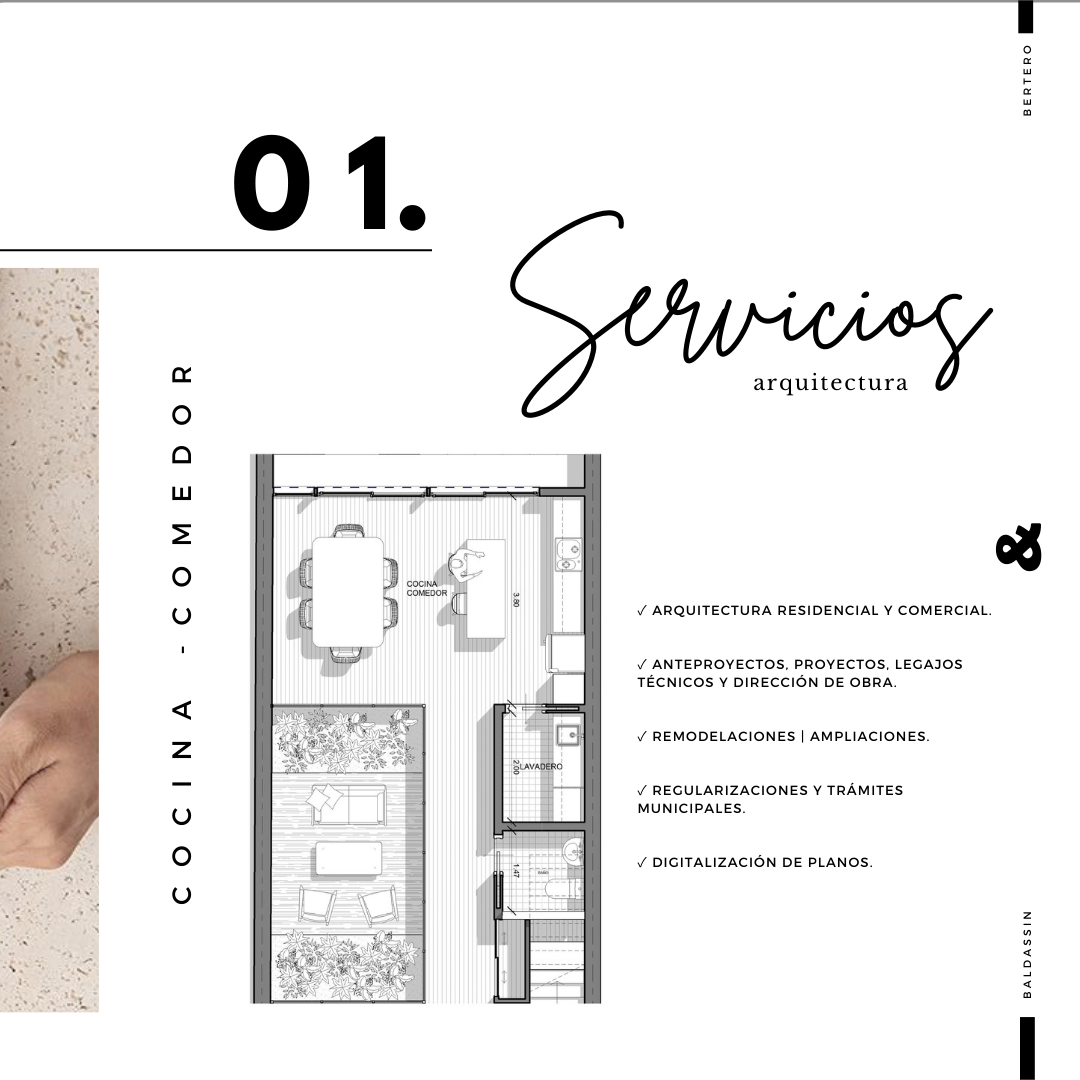 BERTERO
01.
Servicios
arquitectura
COCINA -COMEDOR
COCINA
COMEDOR
3.80
&
✓ ARQUITECTURA RESIDENCIAL Y COMERCIAL.
✓ ANTEPROYECTOS, PROYECTOS, LEGAJOS
TÉCNICOS Y DIRECCIÓN DE OBRA.
✓ REMODELACIONES | AMPLIACIONES.
2.00
LAVADERO
✓ REGULARIZACIONES Y TRÁMITES
MUNICIPALES.
✓ DIGITALIZACIÓN DE PLANOS.
1.47
BALDASSIN